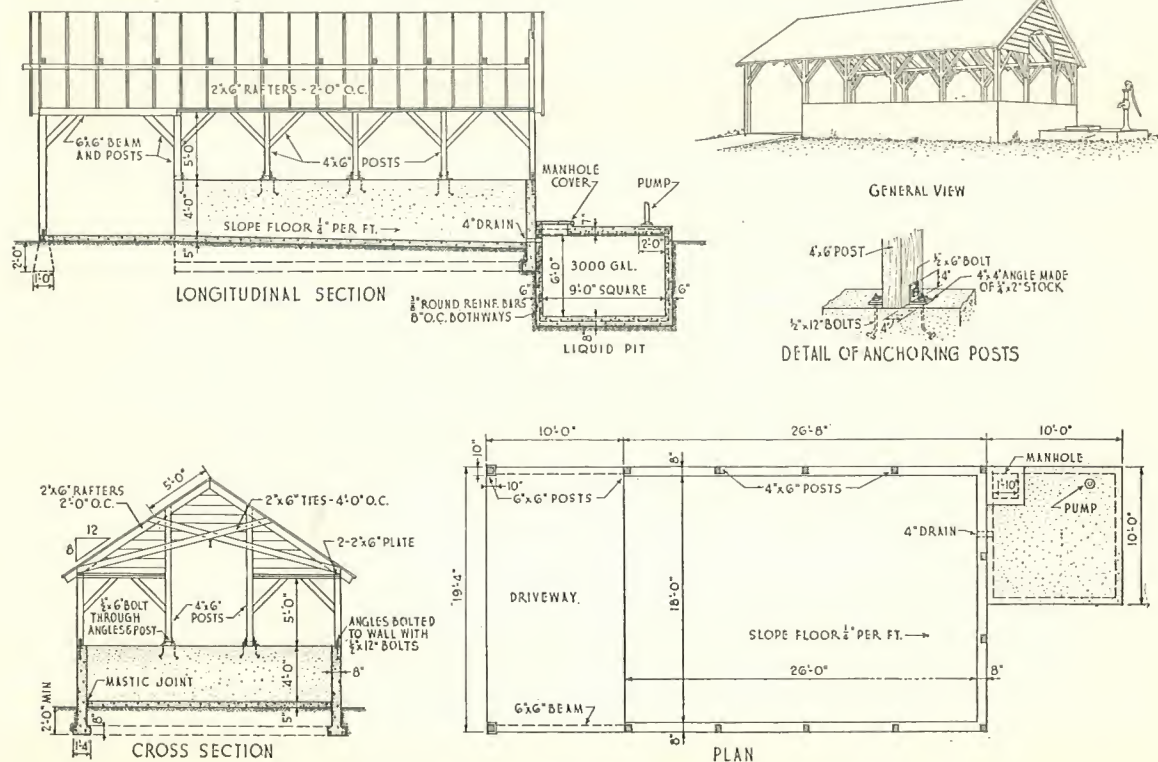 2"x6" RAFTERS - 2'-0" O.C.
6"x6" BEAM
AND POSTS
5'-0"
4"x6" POSTS
4'-0"
SLOPE FLOOR 1/4" PER FT.
4" DRAIN
2'-0"
1'-0"
5"
LONGITUDINAL SECTION
MANHOLE
COVER
7"
PUMP
2'-0"
6'-0"
3000 GAL.
9'-0" SQUARE
6"
6"
3/8" ROUND REINF. BARS
8" O.C. BOTH WAYS
8"
LIQUID PIT
GENERAL VIEW
4"x6" POST
1/2"x6" BOLT
4"
4"x4" ANGLE MADE
OF 1/4"x2" STOCK
1/2"x12" BOLTS
4"
DETAIL OF ANCHORING POSTS
5'-0"
2"x6" RAFTERS
2'-0" O.C.
2"x6" TIES - 4'-0" O.C.
12
8
2-2"x6" PLATE
1/2"x6" BOLT
THROUGH
ANGLES & POST
4"x6"
POSTS
5'-0"
ANGLES BOLTED
TO WALL WITH
1/2"x12" BOLTS
8"
MASTIC JOINT
4'-0"
2'-0" MIN
8"
5"
1'-4"
CROSS SECTION
10'-0"
26'-8"
10'-0"
10"
8"
MANHOLE
10"
6"x6" POSTS
4"x6" POSTS
1'-10"
PUMP
4" DRAIN
10'-0"
19'-4"
DRIVEWAY.
18'-0"
SLOPE FLOOR 1/4" PER FT.
26'-0"
8"
6"x6" BEAM
8"
PLAN